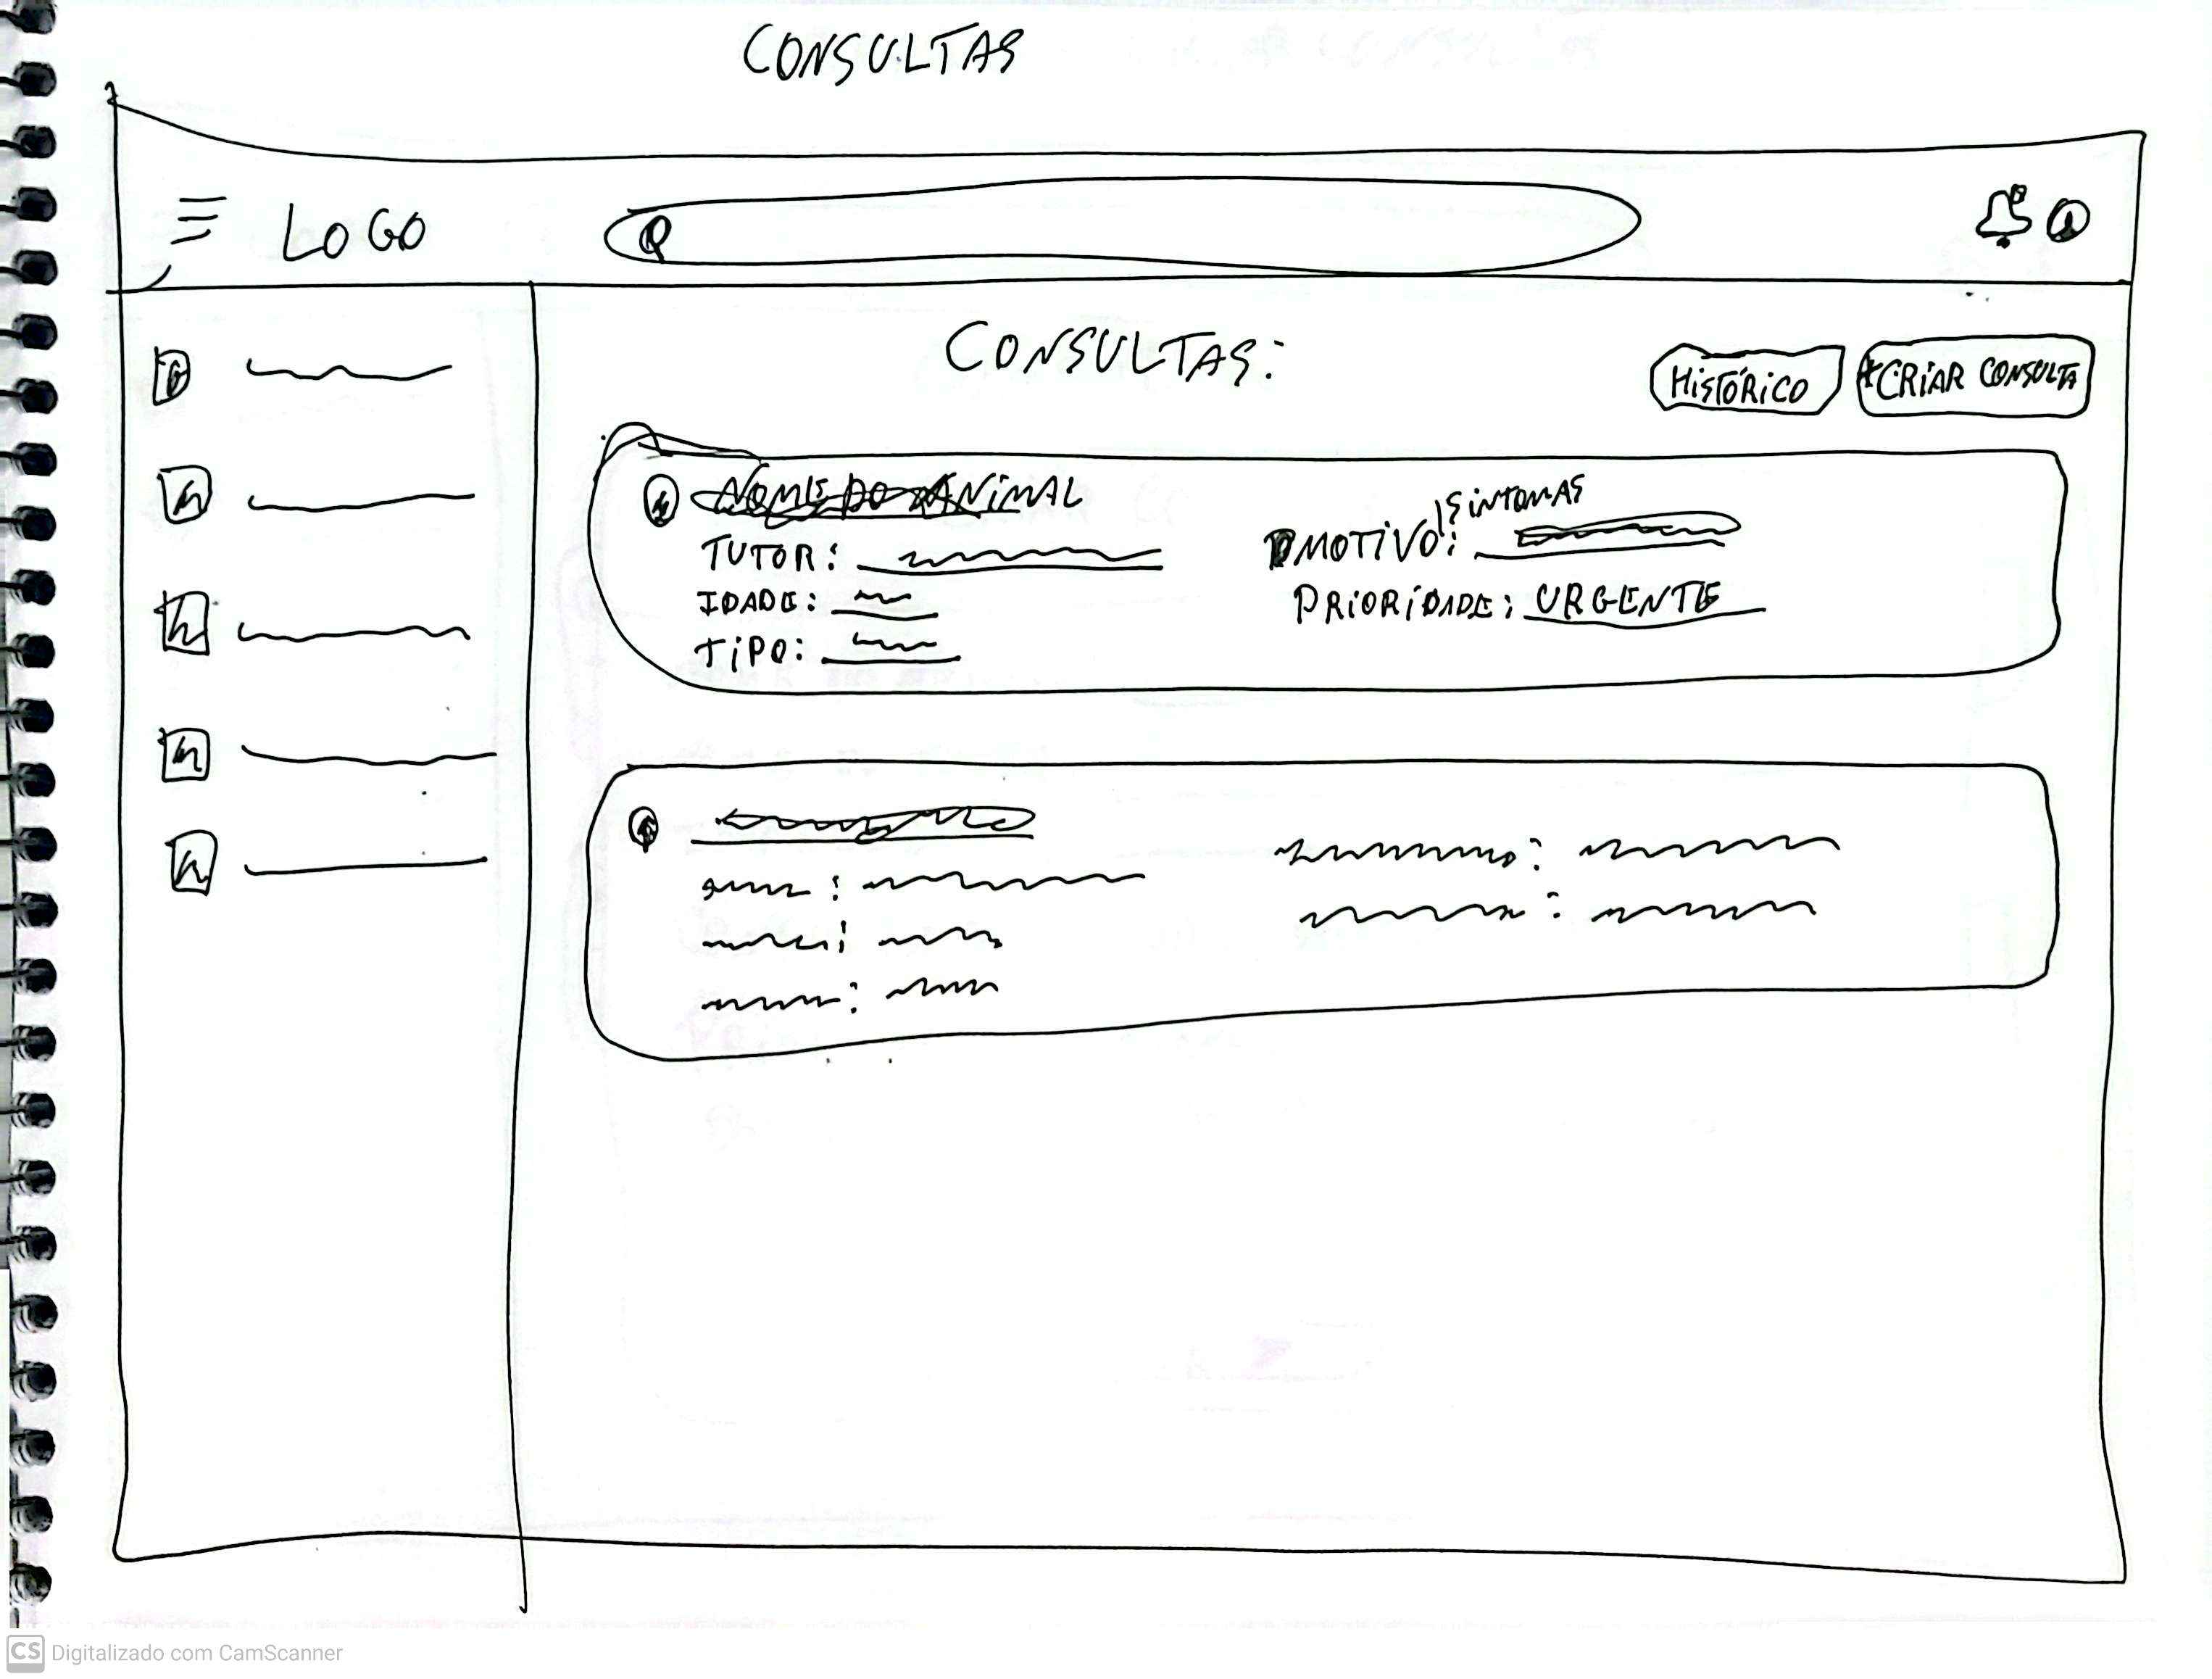 CONSULTAS
LOGO
CONSULTAS:
HISTÓRICO
+CRIAR CONSULTA
NOME DO ANIMAL
SINTOMAS
TUTOR:
MOTIVO:
IDADE:
PRIORIDADE: URGENTE
TIPO:
CS Digitalizado com CamScanner